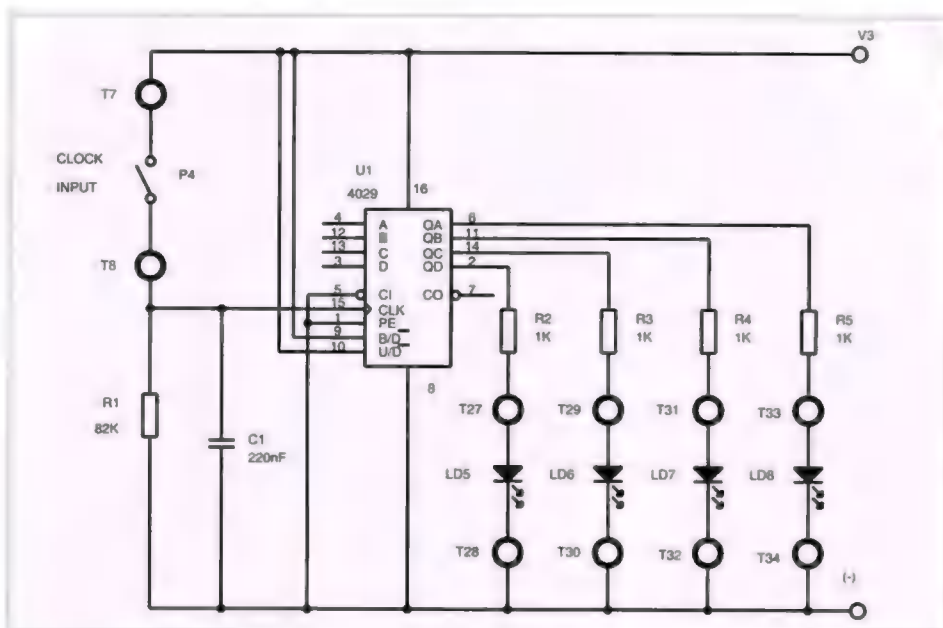 V3
T7
CLOCK
INPUT
P4
T8
U1
4029
16
4 A QA 6
12 B QB 11
13 C QC 14
3 D QD 2
5 CI CO 7
15 CLK
1 PE
9 B/D
10 U/D
8
R1
82K
C1
220nF
R2
1K
R3
1K
R4
1K
R5
1K
T27 T29 T31 T33
LD5 LD6 LD7 LD8
T28 T30 T32 T34
(-)